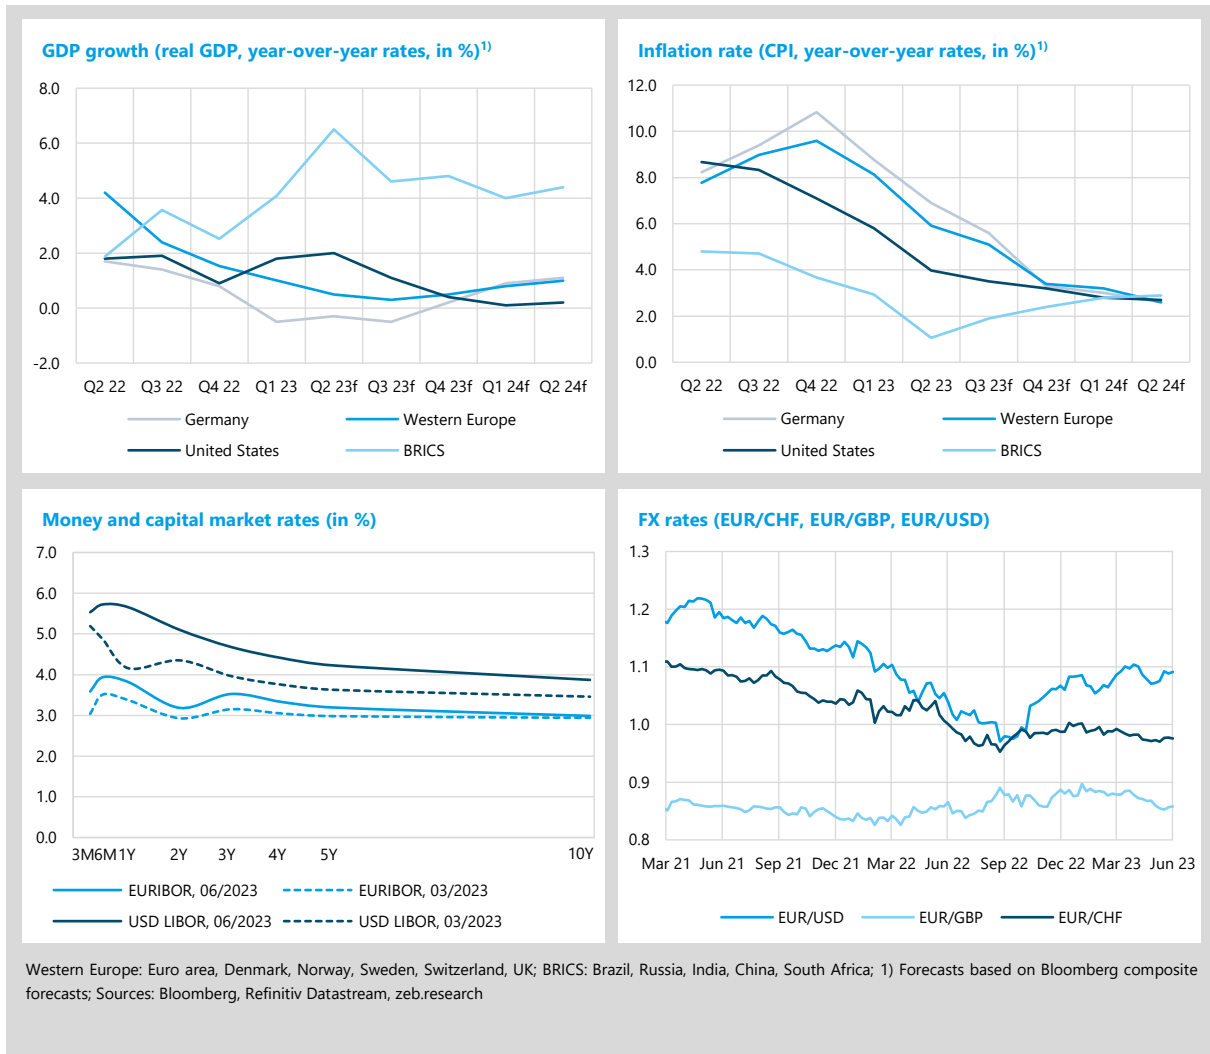 GDP growth (real GDP, year-over-year rates, in %)1)
8.0
6.0
4.0
2.0
0.0
-2.0
Q2 22 Q3 22 Q4 22 Q1 23 Q2 23f Q3 23f Q4 23f Q1 24f Q2 24f
Germany Western Europe
United States BRICS
Inflation rate (CPI, year-over-year rates, in %)1)
12.0
10.0
8.0
6.0
4.0
2.0
0.0
Q2 22 Q3 22 Q4 22 Q1 23 Q2 23 Q3 23f Q4 23f Q1 24f Q2 24f
Germany Western Europe
United States BRICS
Money and capital market rates (in %)
7.0
6.0
5.0
4.0
3.0
2.0
1.0
0.0
3M 6M 1Y 2Y 3Y 4Y 5Y 10Y
EURIBOR, 06/2023 EURIBOR, 03/2023
USD LIBOR, 06/2023 USD LIBOR, 03/2023
FX rates (EUR/CHF, EUR/GBP, EUR/USD)
1.3
1.2
1.1
1.0
0.9
0.8
Mar 21 Jun 21 Sep 21 Dec 21 Mar 22 Jun 22 Sep 22 Dec 22 Mar 23 Jun 23
EUR/USD EUR/GBP EUR/CHF
Western Europe: Euro area, Denmark, Norway, Sweden, Switzerland, UK; BRICS: Brazil, Russia, India, China, South Africa; 1) Forecasts based on Bloomberg composite
forecasts; Sources: Bloomberg, Refinitiv Datastream, zeb.research